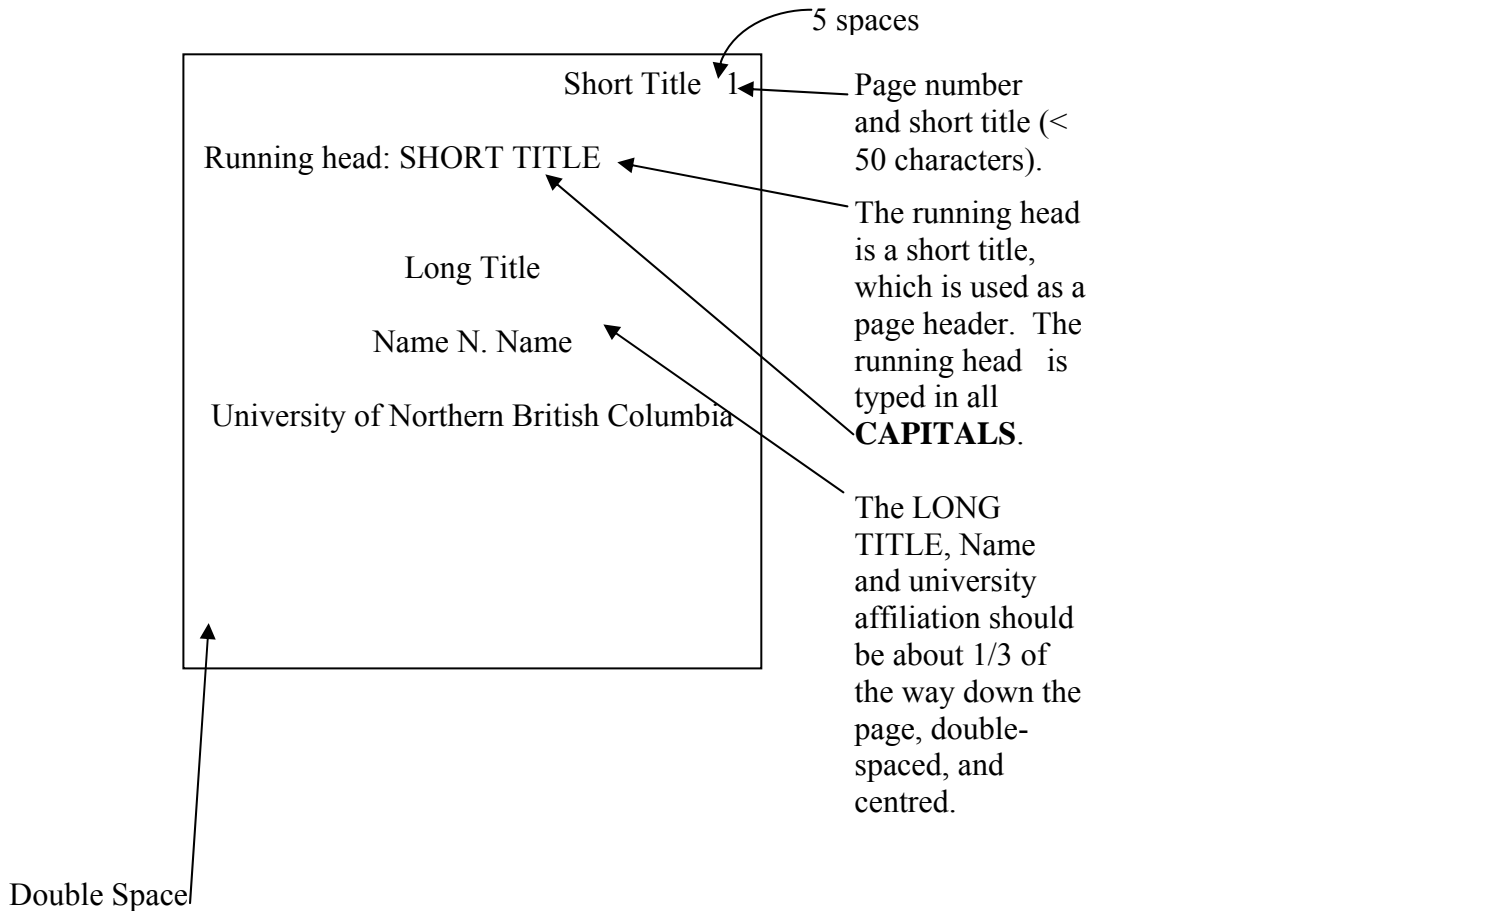 5 spaces
Short Title 1
Page number
and short title (<
50 characters).
Running head: SHORT TITLE
The running head
is a short title,
which is used as a
page header. The
running head is
typed in all
CAPITALS.
Long Title
Name N. Name
University of Northern British Columbia
The LONG
TITLE, Name
and university
affiliation should
be about 1/3 of
the way down the
page, double-
spaced, and
centred.
Double Space